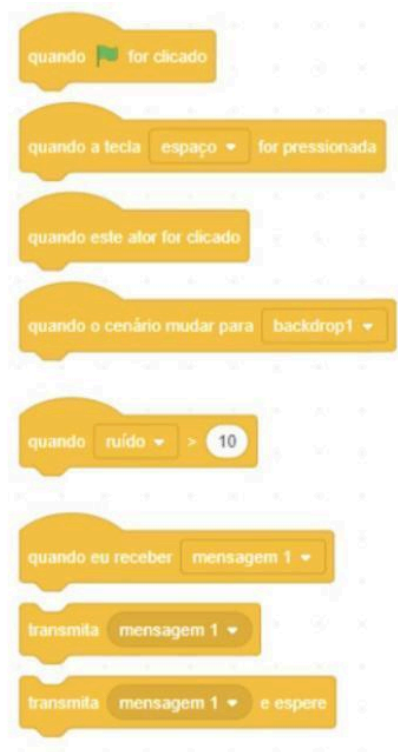 quando for clicado
quando a tecla espaço for pressionada
quando este ator for clicado
quando o cenário mudar para backdrop1
quando ruído > 10
quando eu receber mensagem 1
transmita mensagem 1
transmita mensagem 1 e espere